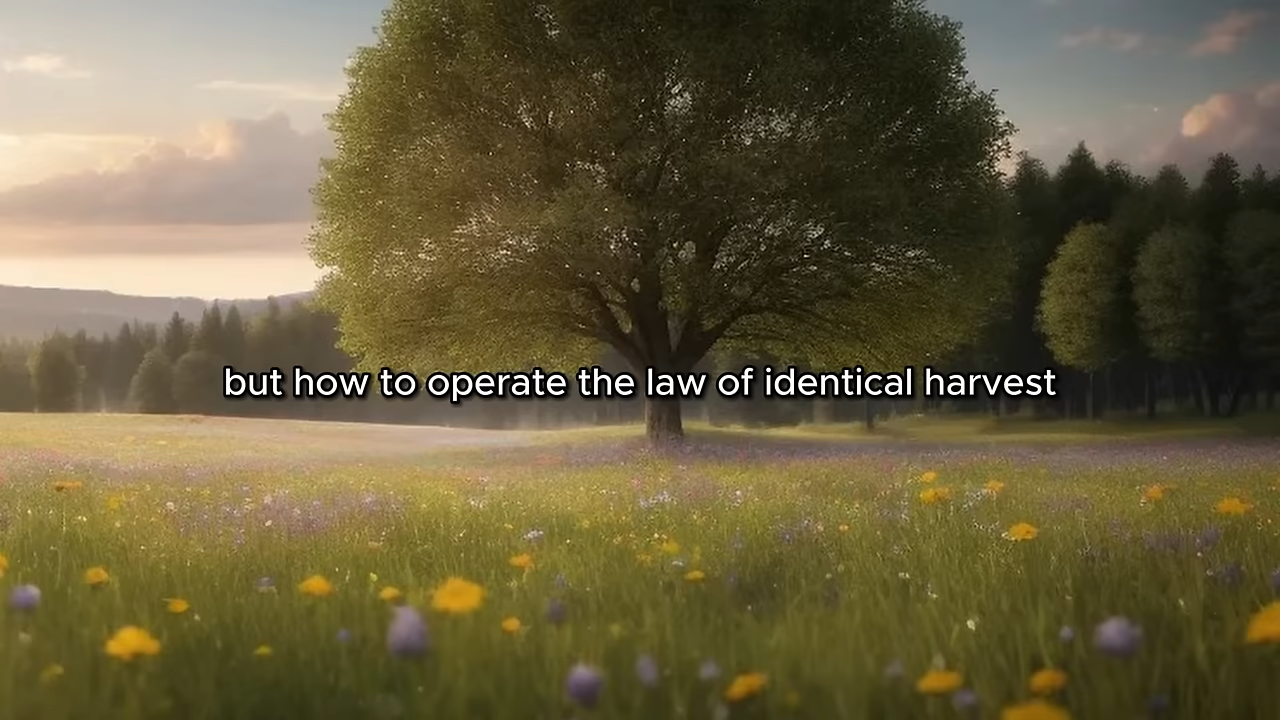 but how to operate the law of identical harvest